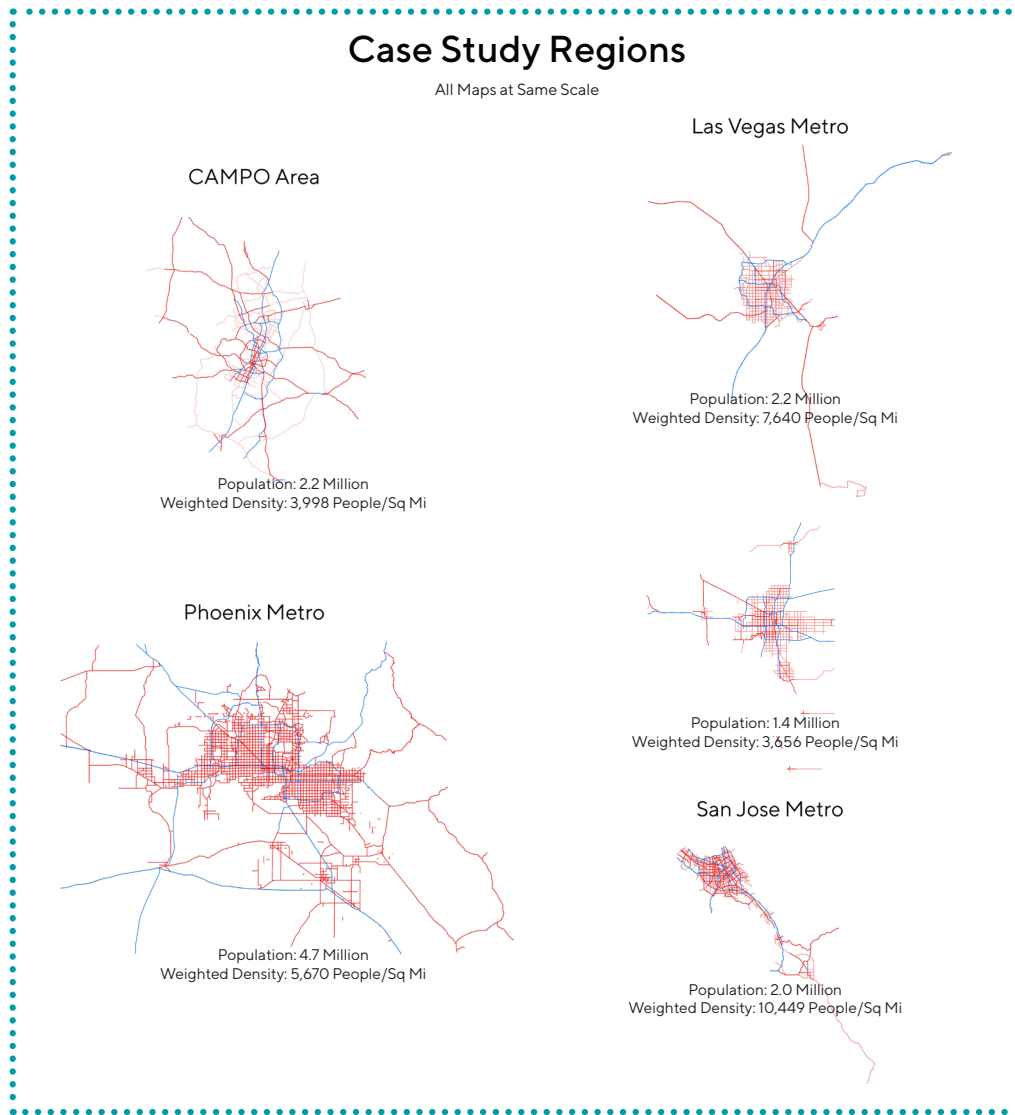 Case Study Regions
All Maps at Same Scale
CAMPO Area
Population: 2.2 Million
Weighted Density: 3,998 People/Sq Mi
Las Vegas Metro
Population: 2.2 Million
Weighted Density: 7,640 People/Sq Mi
Phoenix Metro
Population: 4.7 Million
Weighted Density: 5,670 People/Sq Mi
Population: 1.4 Million
Weighted Density: 3,656 People/Sq Mi
San Jose Metro
Population: 2.0 Million
Weighted Density: 10,449 People/Sq Mi